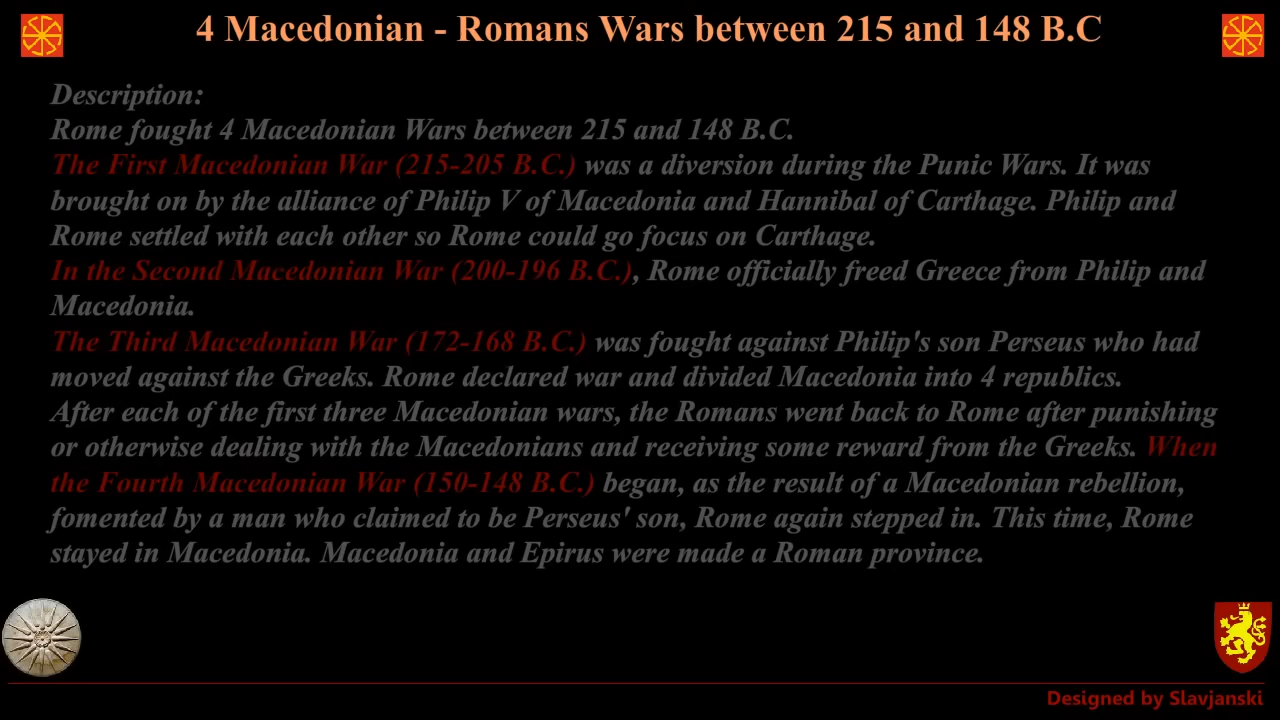 4 Macedonian - Romans Wars between 215 and 148 B.C
Description:
Rome fought 4 Macedonian Wars between 215 and 148 B.C.
The First Macedonian War (215-205 B.C.) was a diversion during the Punic Wars. It was
brought on by the alliance of Philip V of Macedonia and Hannibal of Carthage. Philip and
Rome settled with each other so Rome could go focus on Carthage.
In the Second Macedonian War (200-196 B.C.), Rome officially freed Greece from Philip and
Macedonia.
The Third Macedonian War (172-168 B.C.) was fought against Philip's son Perseus who had
moved against the Greeks. Rome declared war and divided Macedonia into 4 republics.
After each of the first three Macedonian wars, the Romans went back to Rome after punishing
or otherwise dealing with the Macedonians and receiving some reward from the Greeks. When
the Fourth Macedonian War (150-148 B.C.) began, as the result of a Macedonian rebellion,
fomented by a man who claimed to be Perseus' son, Rome again stepped in. This time, Rome
stayed in Macedonia. Macedonia and Epirus were made a Roman province.
Designed by Slavjanski